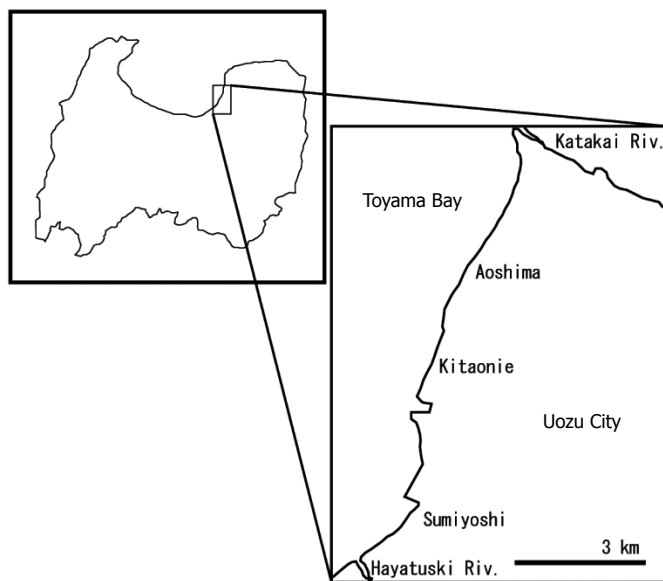 Katakai Riv.
Toyama Bay
Aoshima
Kitaonie
Uozu City
Sumiyoshi
3 km
Hayatuski Riv.